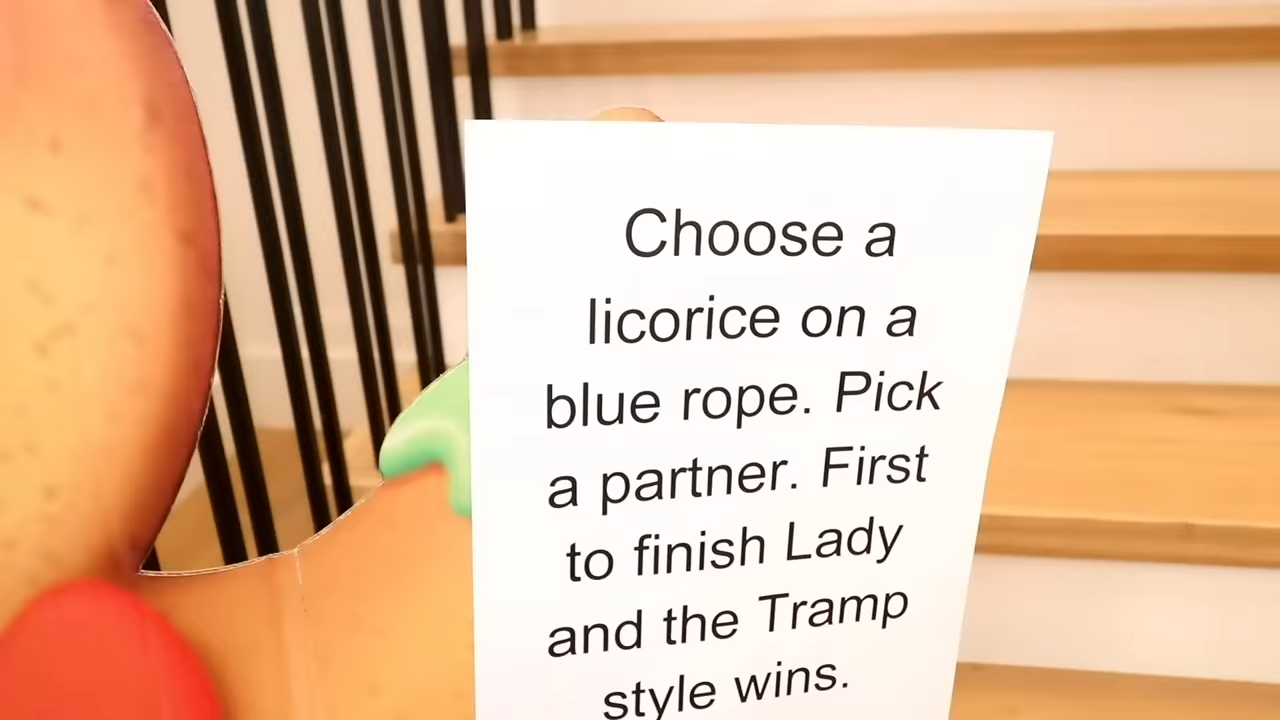 Choose a
licorice on a
blue rope. Pick
a partner. First
to finish Lady
and the Tramp
style wins.